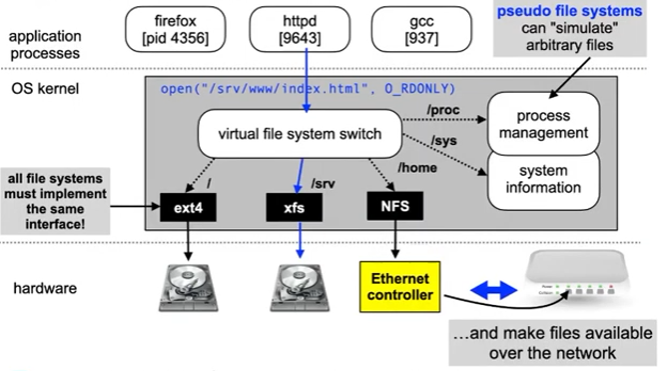 application
processes
firefox
[pid 4356]
httpd
[9643]
gcc
[937]
pseudo file systems
can "simulate"
arbitrary files
OS kernel
open("/srv/www/index.html", O_RDONLY)
virtual file system switch
/proc
/sys
/home
process
management
system
information
all file systems
must implement
the same
interface!
/
/srv
ext4
xfs
NFS
hardware
Ethernet
controller
...and make files available
over the network